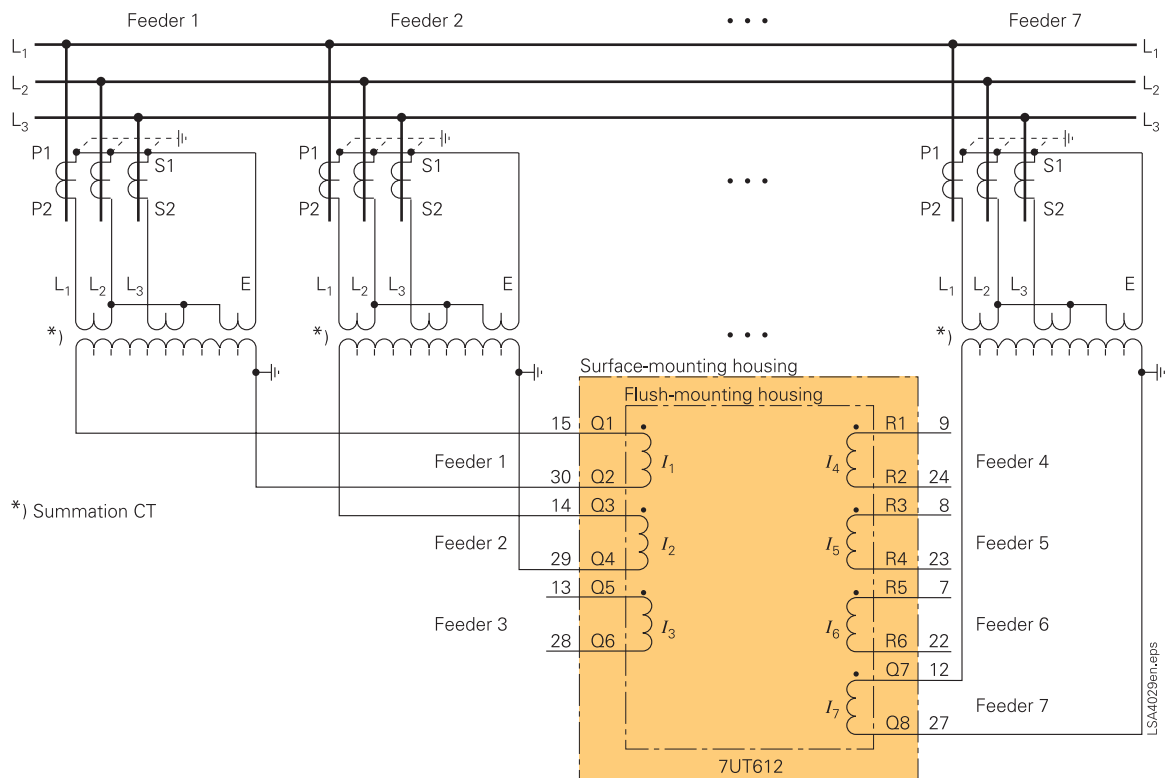 Feeder 1 Feeder 2 • • • Feeder 7
L1 L1
L2 L2
L3 L3
P1 S1 P1 S1 • • • P1 S1
P2 S2 P2 S2 P2 S2
L1 L2 L3 E L1 L2 L3 E L1 L2 L3 E
*) *) • • • *)
Surface-mounting housing
Flush-mounting housing
15 Q1 R1 9
Feeder 1 I1 I4 Feeder 4
30 Q2 R2 24
14 Q3 R3 8
*) Summation CT
Feeder 2 I2 I5 Feeder 5
29 Q4 R4 23
13 Q5 R5 7
Feeder 3 I3 I6 Feeder 6
28 Q6 R6 22
Q7 12
I7 Feeder 7
Q8 27
7UT612
LSA4029en.eps